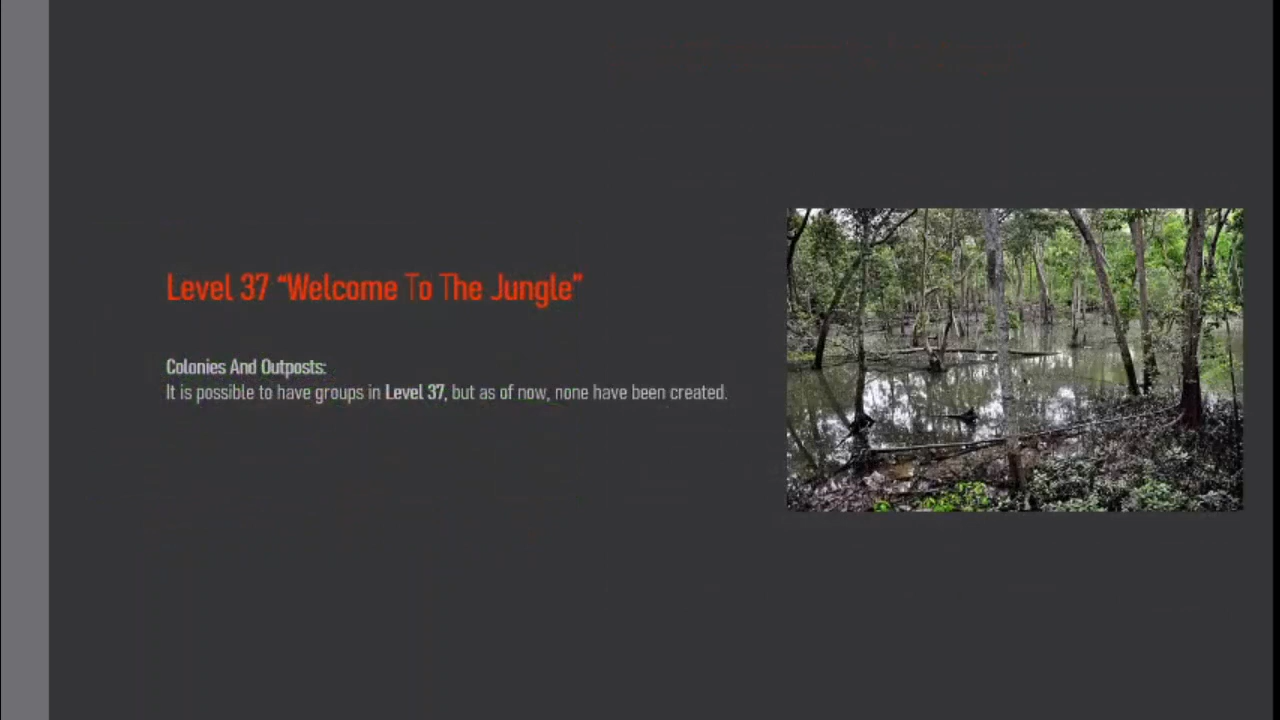 Level 37 “Welcome To The Jungle”
Colonies And Outposts:
It is possible to have groups in Level 37, but as of now, none have been created.